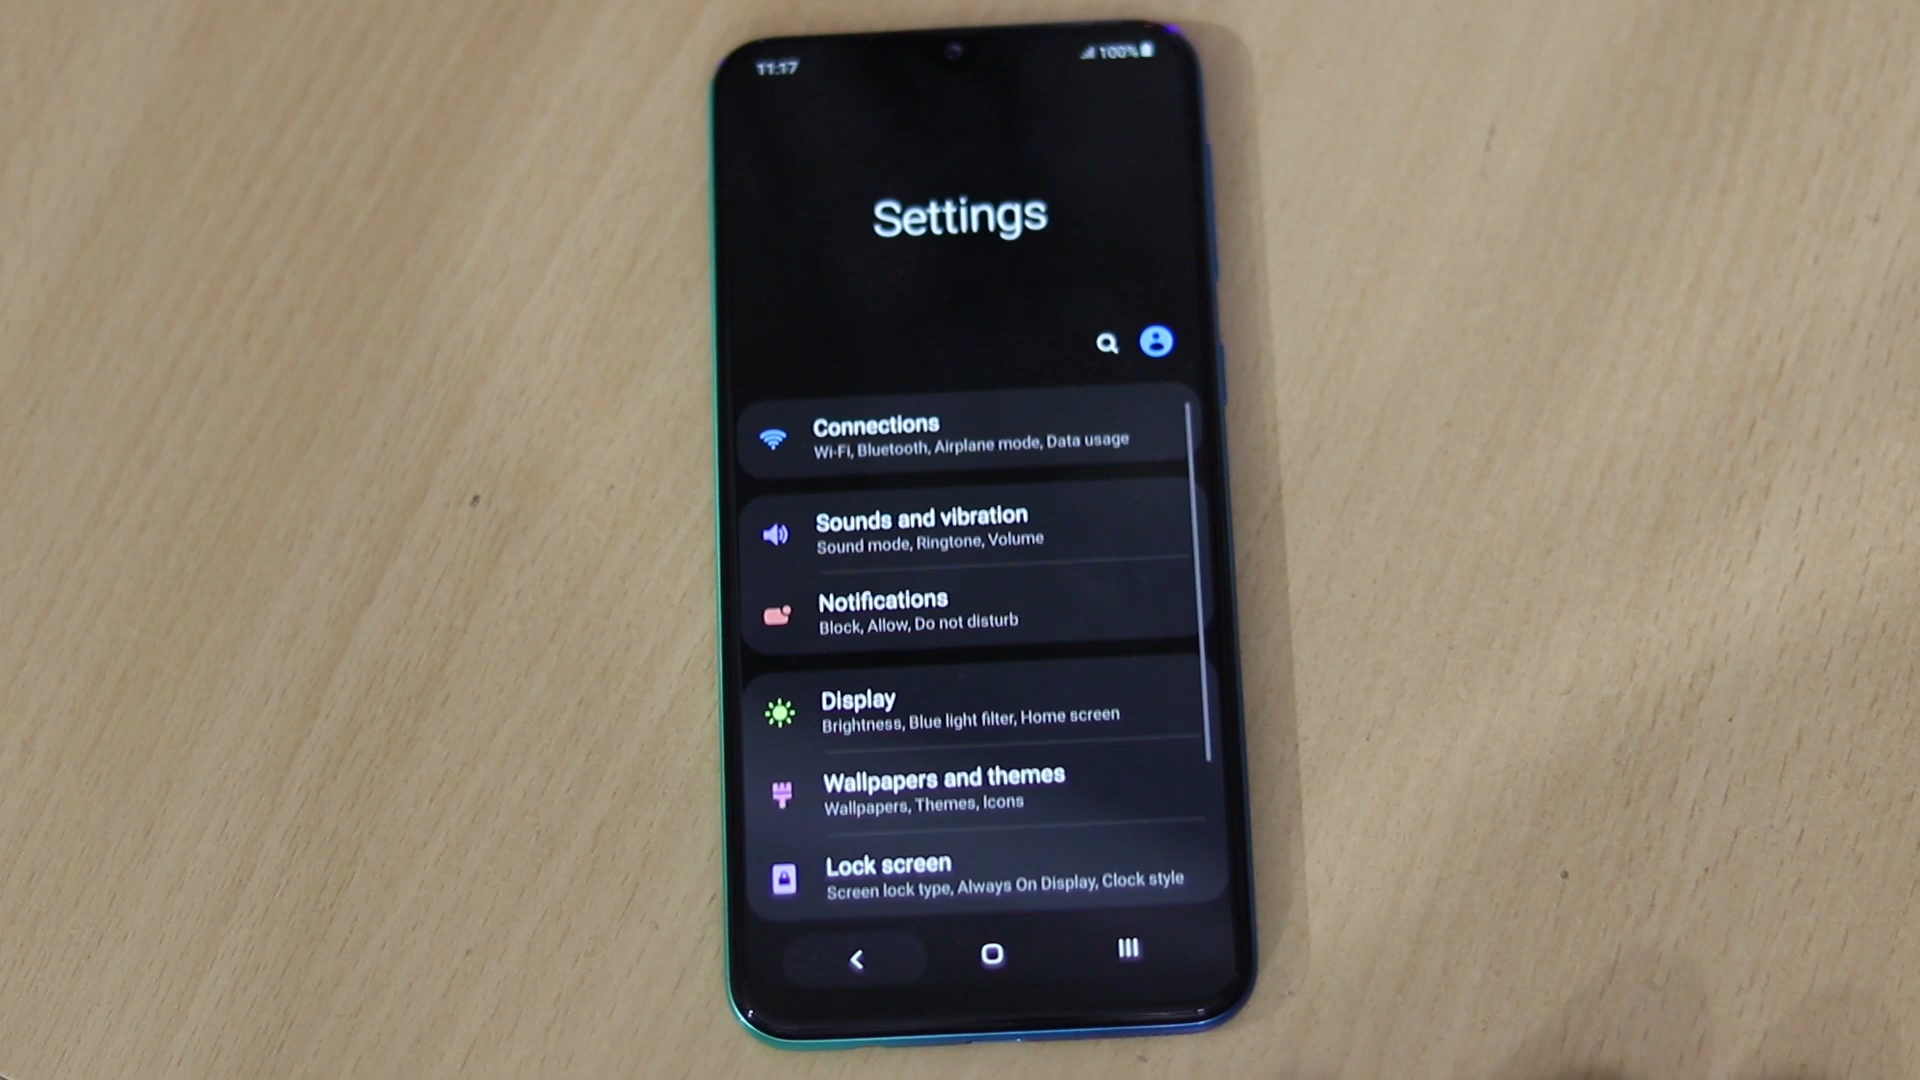 11:17
100%
Settings
Connections
Wi-Fi, Bluetooth, Airplane mode, Data usage
Sounds and vibration
Sound mode, Ringtone, Volume
Notifications
Block, Allow, Do not disturb
Display
Brightness, Blue light filter, Home screen
Wallpapers and themes
Wallpapers, Themes, Icons
Lock screen
Screen lock type, Always On Display, Clock style